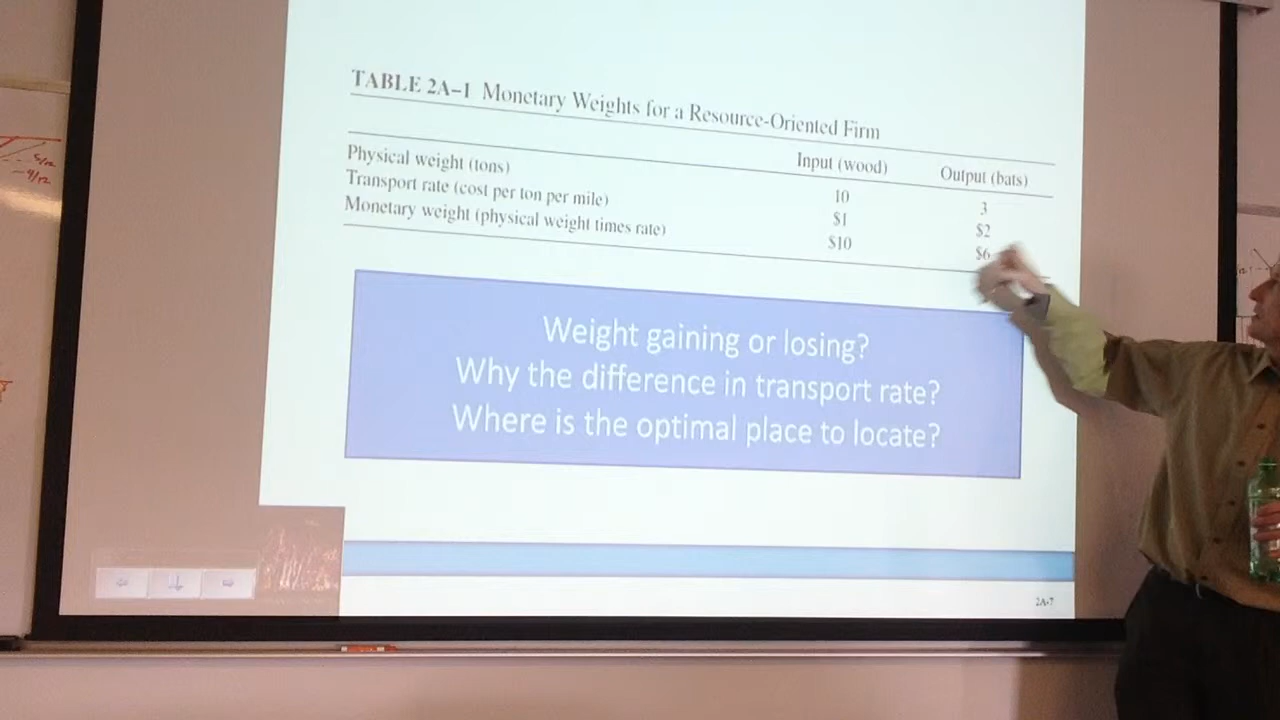 TABLE 2A–1 Monetary Weights for a Resource-Oriented Firm
Input (wood) Output (bats)
Physical weight (tons) 10 3
Transport rate (cost per ton per mile) $1 $2
Monetary weight (physical weight times rate) $10 $6
Weight gaining or losing?
Why the difference in transport rate?
Where is the optimal place to locate?
2A-7